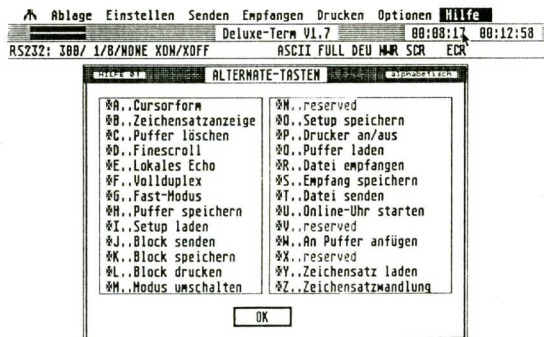 Ablage Einstellen Senden Empfangen Drucken Optionen Hilfe
Deluxe-Term V1.7 00:08:17 00:12:58
RS232: 300/ 1/8/NONE XON/XOFF ASCII FULL DEU WWR SCR ECR
HILFE 01 ALTERNATE-TASTEN alphabetisch
A..Cursorform
B..Zeichensatzanzeige
C..Puffer löschen
D..Finescroll
E..Lokales Echo
F..Vollduplex
G..Fast-Modus
H..Puffer speichern
I..Setup laden
J..Block senden
K..Block speichern
L..Block drucken
M..Modus umschalten
N..reserved
O..Setup speichern
P..Drucker an/aus
Q..Puffer laden
R..Datei empfangen
S..Empfang speichern
T..Datei senden
U..Online-Uhr starten
V..reserved
W..An Puffer anfügen
X..reserved
Y..Zeichensatz laden
Z..Zeichensatzwandlung
OK